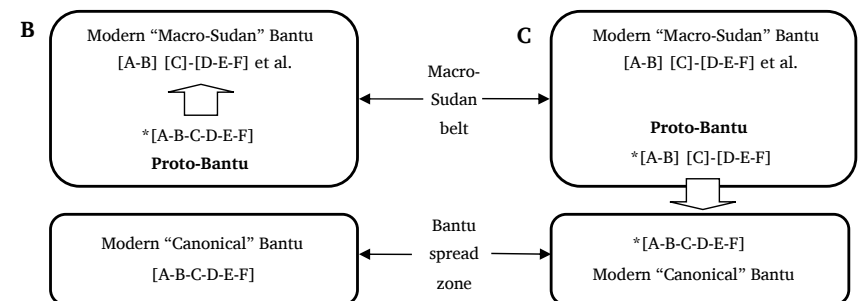 B
Modern “Macro-Sudan” Bantu
[A-B] [C]-[D-E-F] et al.
*[A-B-C-D-E-F]
Proto-Bantu
Modern “Canonical” Bantu
[A-B-C-D-E-F]
Macro-
Sudan
belt
Bantu
spread
zone
C
Modern “Macro-Sudan” Bantu
[A-B] [C]-[D-E-F] et al.
Proto-Bantu
*[A-B] [C]-[D-E-F]
*[A-B-C-D-E-F]
Modern “Canonical” Bantu